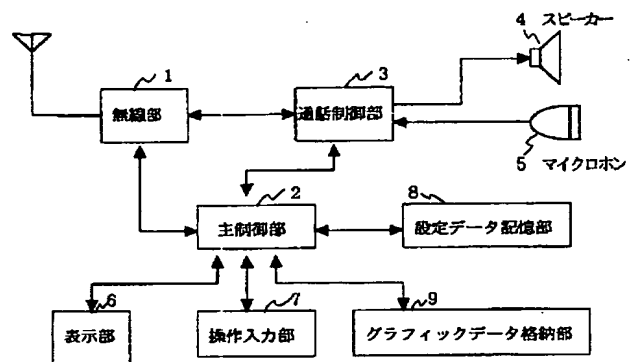 4 スピーカー
1
3
無線部
通話制御部
5 マイクロホン
2
8
主制御部
設定データ記憶部
6
7
9
表示部
操作入力部
グラフィックデータ格納部